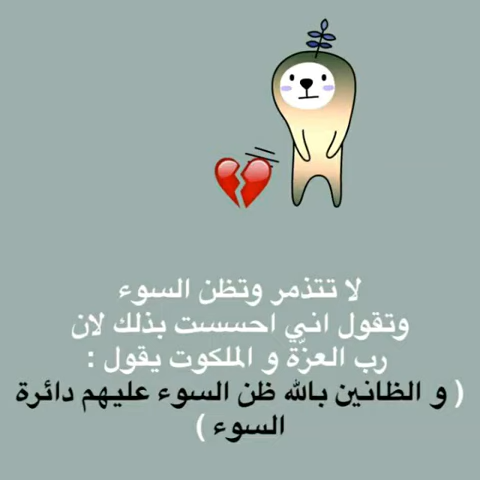 لا تتذمر وتظن السوء
وتقول اني احسست بذلك لان
رب العزّة و الملكوت يقول :
( و الظانين بالله ظن السوء عليهم دائرة
السوء )